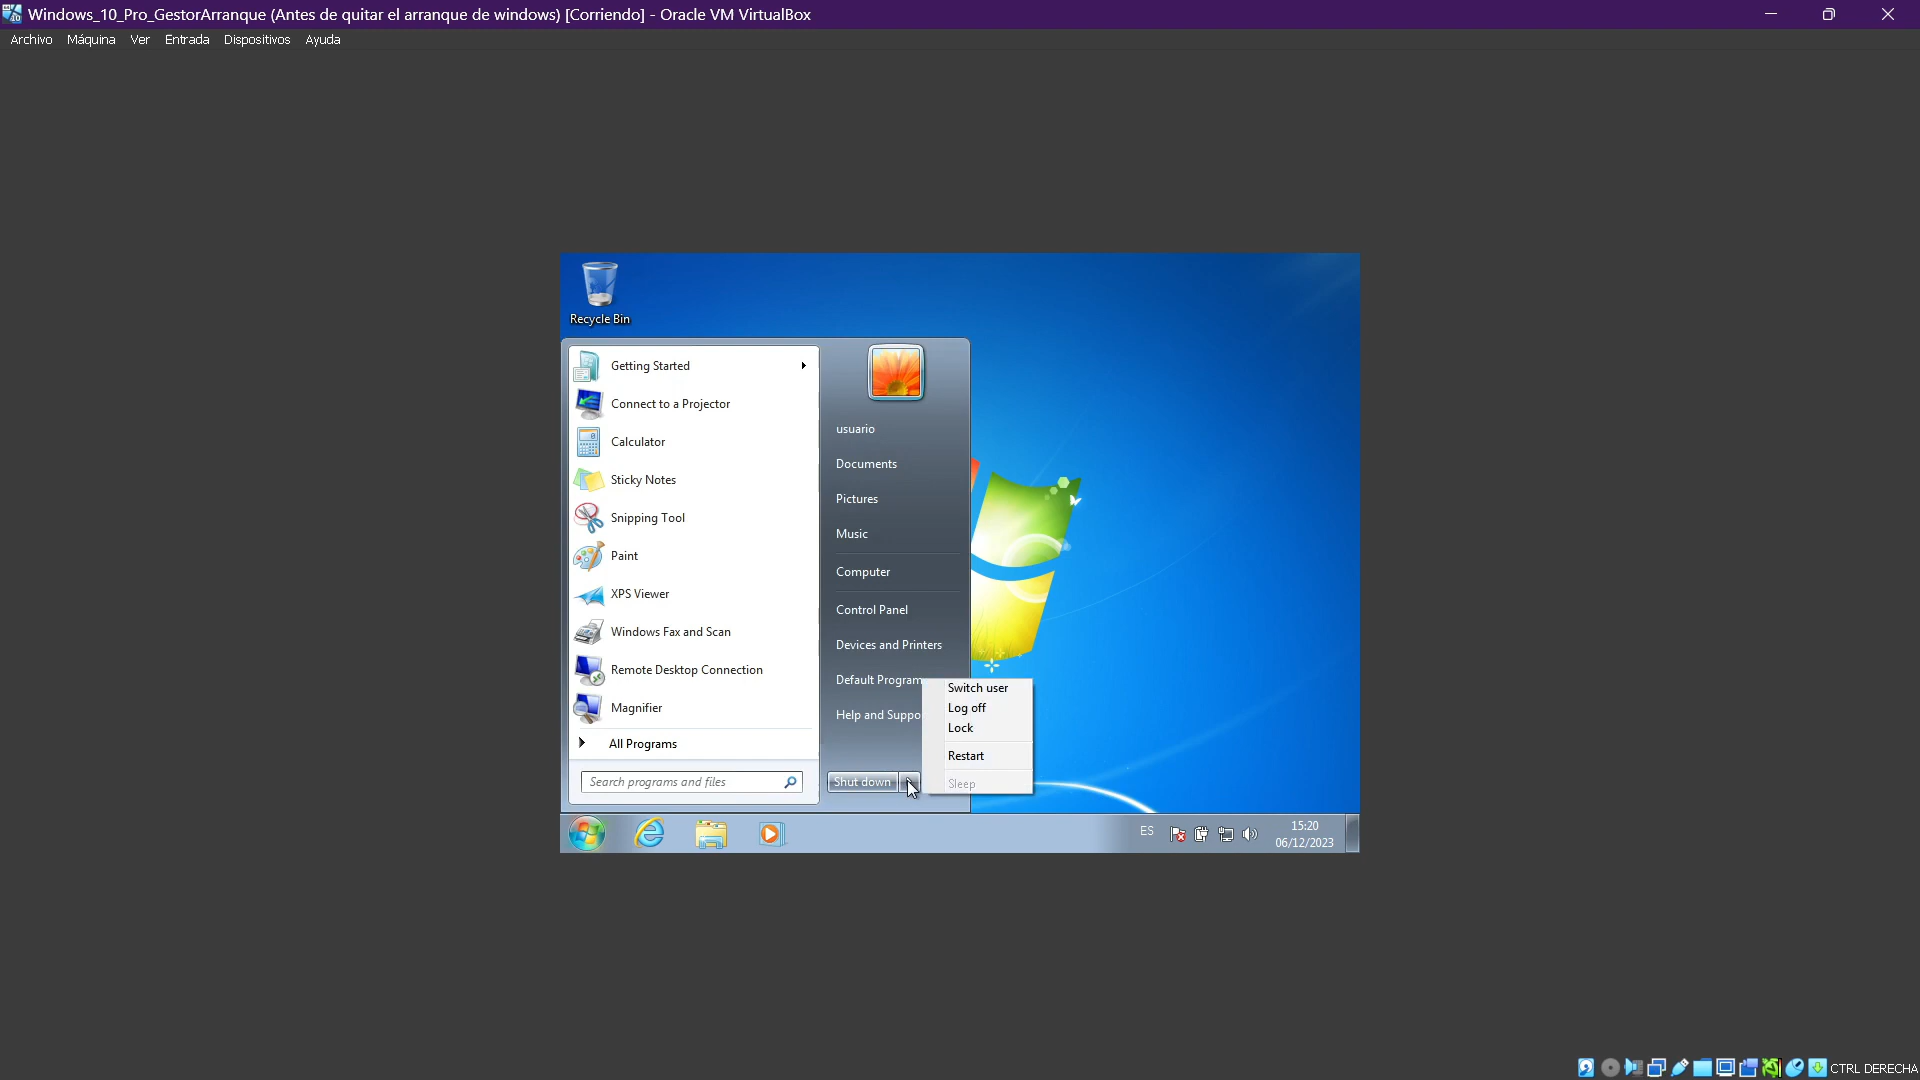 Windows_10_Pro_GestorArranque (Antes de quitar el arranque de windows) [Corriendo] - Oracle VM VirtualBox
Archivo Máquina Ver Entrada Dispositivos Ayuda
Recycle Bin
Getting Started
Connect to a Projector
Calculator
Sticky Notes
Snipping Tool
Paint
XPS Viewer
Windows Fax and Scan
Remote Desktop Connection
Magnifier
All Programs
Search programs and files
usuario
Documents
Pictures
Music
Computer
Control Panel
Devices and Printers
Default Program
Help and Suppo
Shut down
Switch user
Log off
Lock
Restart
Sleep
ES
15:20
06/12/2023
CTRL DERECHA